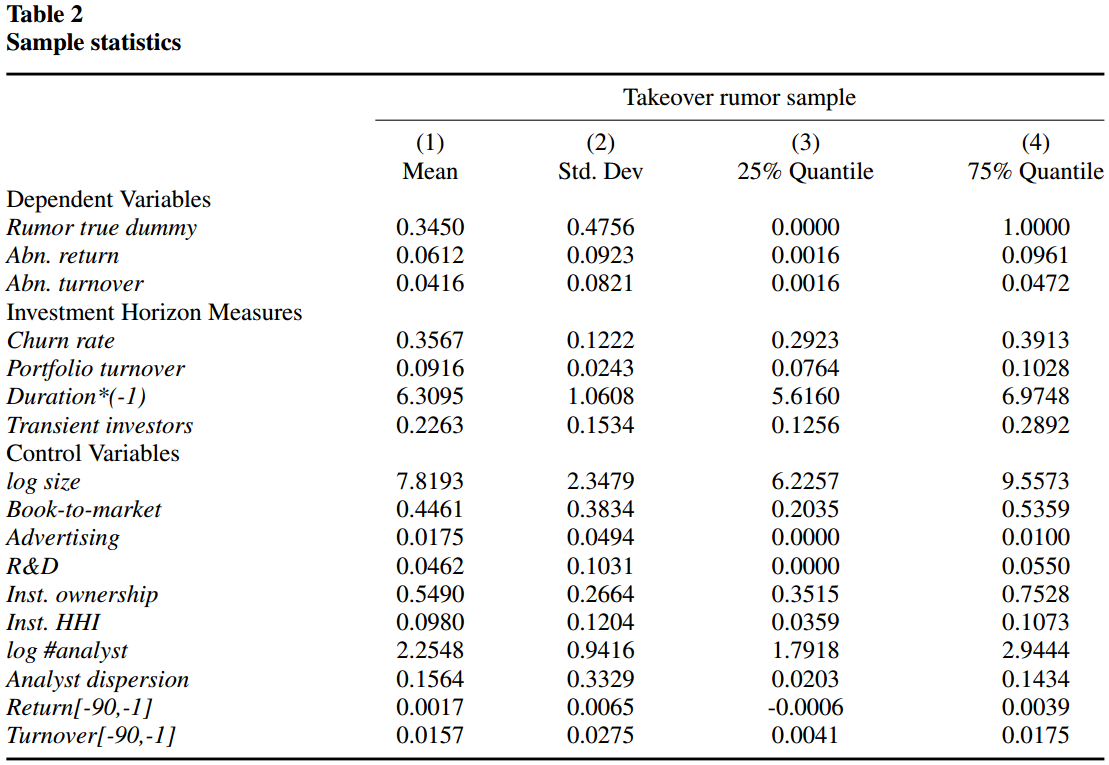 Table 2
Sample statistics
Takeover rumor sample
(1) (2) (3) (4)
Mean Std. Dev 25% Quantile 75% Quantile
Dependent Variables
Rumor true dummy 0.3450 0.4756 0.0000 1.0000
Abn. return 0.0612 0.0923 0.0016 0.0961
Abn. turnover 0.0416 0.0821 0.0016 0.0472
Investment Horizon Measures
Churn rate 0.3567 0.1222 0.2923 0.3913
Portfolio turnover 0.0916 0.0243 0.0764 0.1028
Duration*(-1) 6.3095 1.0608 5.6160 6.9748
Transient investors 0.2263 0.1534 0.1256 0.2892
Control Variables
log size 7.8193 2.3479 6.2257 9.5573
Book-to-market 0.4461 0.3834 0.2035 0.5359
Advertising 0.0175 0.0494 0.0000 0.0100
R&D 0.0462 0.1031 0.0000 0.0550
Inst. ownership 0.5490 0.2664 0.3515 0.7528
Inst. HHI 0.0980 0.1204 0.0359 0.1073
log #analyst 2.2548 0.9416 1.7918 2.9444
Analyst dispersion 0.1564 0.3329 0.0203 0.1434
Return[-90,-1] 0.0017 0.0065 -0.0006 0.0039
Turnover[-90,-1] 0.0157 0.0275 0.0041 0.0175